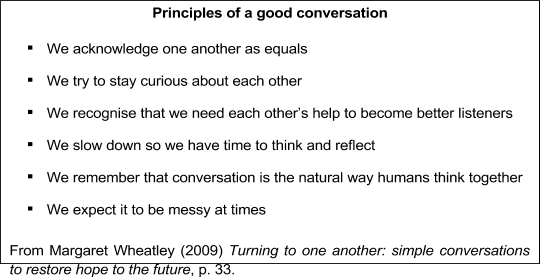 Principles of a good conversation
▪ We acknowledge one another as equals
▪ We try to stay curious about each other
▪ We recognise that we need each other's help to become better listeners
▪ We slow down so we have time to think and reflect
▪ We remember that conversation is the natural way humans think together
▪ We expect it to be messy at times
From Margaret Wheatley (2009) Turning to one another: simple conversations
to restore hope to the future, p. 33.